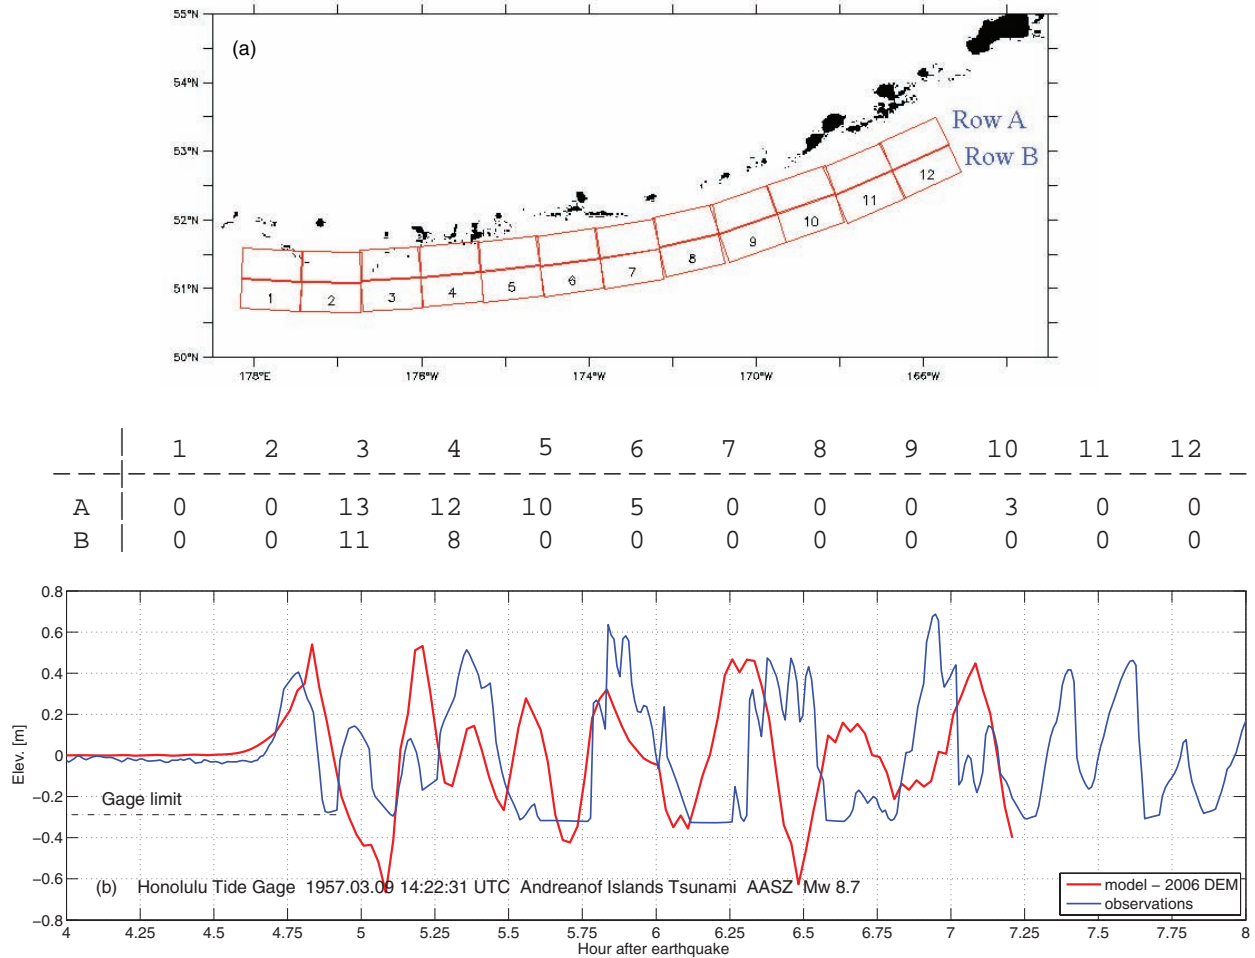 55°N
(a)
54°N
Row A
53°N
Row B
12
11
52°N
10
9
8
7
6
5
4
3
2
1
51°N
50°N
178°E 178°W 174°W 170°W 166°W
1 2 3 4 5 6 7 8 9 10 11 12
A 0 0 13 12 10 5 0 0 0 3 0 0
B 0 0 11 8 0 0 0 0 0 0 0 0
0.8
0.6
0.4
0.2
0
−0.2
−0.4
−0.6
−0.8
Elev. [m]
Gage limit
(b) Honolulu Tide Gage 1957.03.09 14:22:31 UTC Andreanof Islands Tsunami AASZ Mw 8.7
model − 2006 DEM
observations
4 4.25 4.5 4.75 5 5.25 5.5 5.75 6 6.25 6.5 6.75 7 7.25 7.5 7.75 8
Hour after earthquake